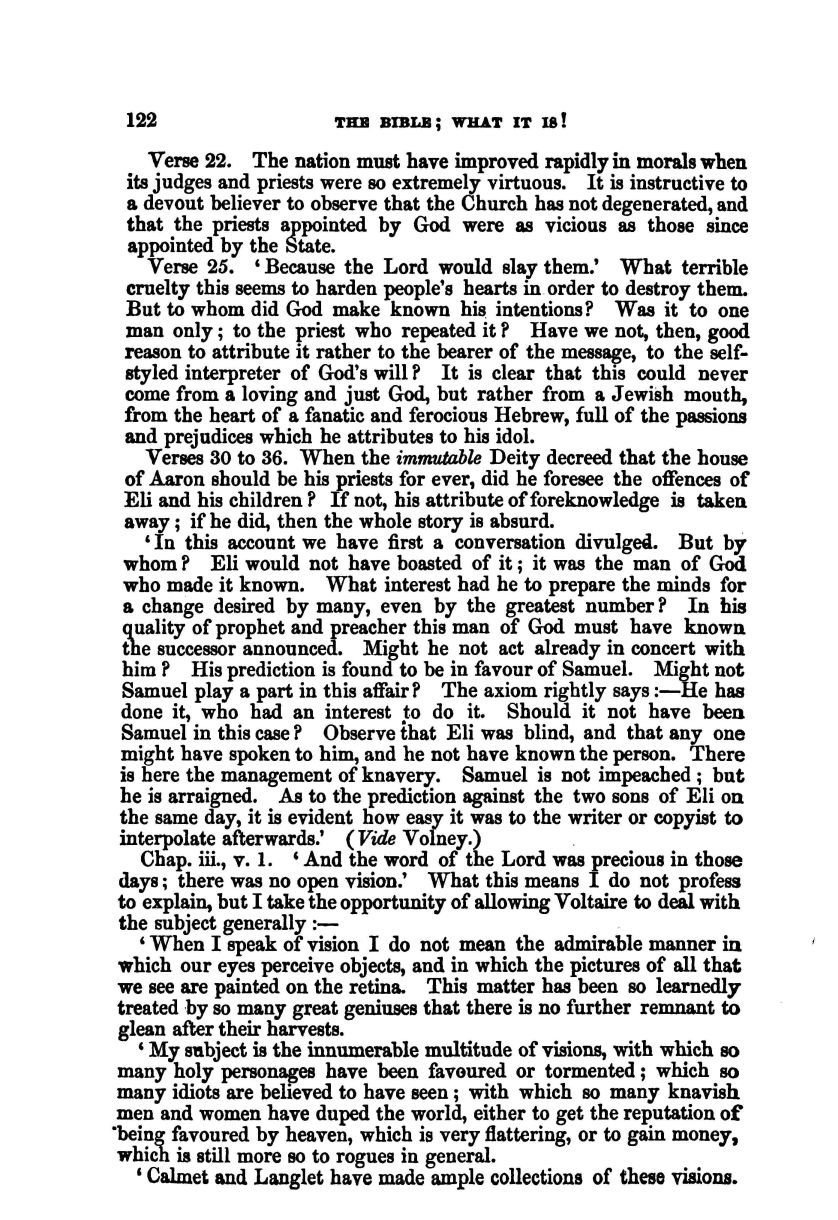 122 THE BIBLE; WHAT IT IS!
Verse 22. The nation must have improved rapidly in morals when
its judges and priests were so extremely virtuous. It is instructive to
a devout believer to observe that the Church has not degenerated, and
that the priests appointed by God were as vicious as those since
appointed by the State.
Verse 25. ‘Because the Lord would slay them.’ What terrible
cruelty this seems to harden people's hearts in order to destroy them.
But to whom did God make known his intentions? Was it to one
man only; to the priest who repeated it? Have we not, then, good
reason to attribute it rather to the bearer of the message, to the self-
styled interpreter of God's will? It is clear that this could never
come from a loving and just God, but rather from a Jewish mouth,
from the heart of a fanatic and ferocious Hebrew, full of the passions
and prejudices which he attributes to his idol.
Verses 30 to 36. When the immutable Deity decreed that the house
of Aaron should be his priests for ever, did he foresee the offences of
Eli and his children? If not, his attribute of foreknowledge is taken
away; if he did, then the whole story is absurd.
‘In this account we have first a conversation divulged. But by
whom? Eli would not have boasted of it; it was the man of God
who made it known. What interest had he to prepare the minds for
a change desired by many, even by the greatest number? In his
quality of prophet and preacher this man of God must have known
the successor announced. Might he not act already in concert with
him? His prediction is found to be in favour of Samuel. Might not
Samuel play a part in this affair? The axiom rightly says:—He has
done it, who had an interest to do it. Should it not have been
Samuel in this case? Observe that Eli was blind, and that any one
might have spoken to him, and he not have known the person. There
is here the management of knavery. Samuel is not impeached; but
he is arraigned. As to the prediction against the two sons of Eli on
the same day, it is evident how easy it was to the writer or copyist to
interpolate afterwards.’ (Vide Volney.)
Chap. iii., v. 1. ‘And the word of the Lord was precious in those
days; there was no open vision.’ What this means I do not profess
to explain, but I take the opportunity of allowing Voltaire to deal with
the subject generally:—
‘When I speak of vision I do not mean the admirable manner in
which our eyes perceive objects, and in which the pictures of all that
we see are painted on the retina. This matter has been so learnedly
treated by so many great geniuses that there is no further remnant to
glean after their harvests.
‘My subject is the innumerable multitude of visions, with which so
many holy personages have been favoured or tormented; which so
many idiots are believed to have seen; with which so many knavish
men and women have duped the world, either to get the reputation of
being favoured by heaven, which is very flattering, or to gain money,
which is still more so to rogues in general.
‘Calmet and Langlet have made ample collections of these visions.